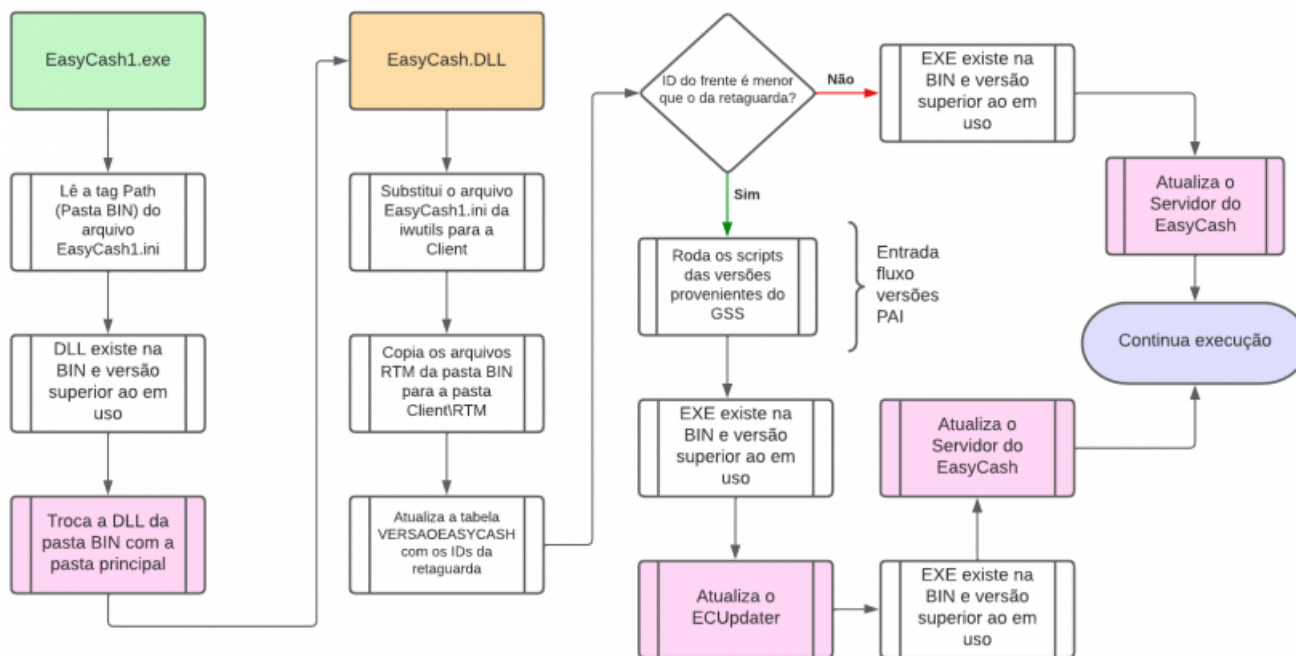 EasyCash1.exe
Lê a tag Path
(Pasta BIN) do
arquivo
EasyCash1.ini
DLL existe na
BIN e versão
superior ao em
uso
Troca a DLL da
pasta BIN com a
pasta principal
EasyCash.DLL
Substitui o arquivo
EasyCash1.ini da
iwutils para a
Client
Copia os arquivos
RTM da pasta BIN
para a pasta
Client\RTM
Atualiza a tabela
VERSAOEASYCASH
com os IDs da
retaguarda
ID do frente é menor
que o da retaguarda?
Não
Sim
Roda os scripts
das versões
provenientes do
GSS
Entrada
fluxo
versões
PAI
EXE existe na
BIN e versão
superior ao em
uso
Atualiza o
ECUpdater
EXE existe na
BIN e versão
superior ao em
uso
Atualiza o
Servidor do
EasyCash
EXE existe na
BIN e versão
superior ao em
uso
Atualiza o
Servidor do
EasyCash
Continua execução